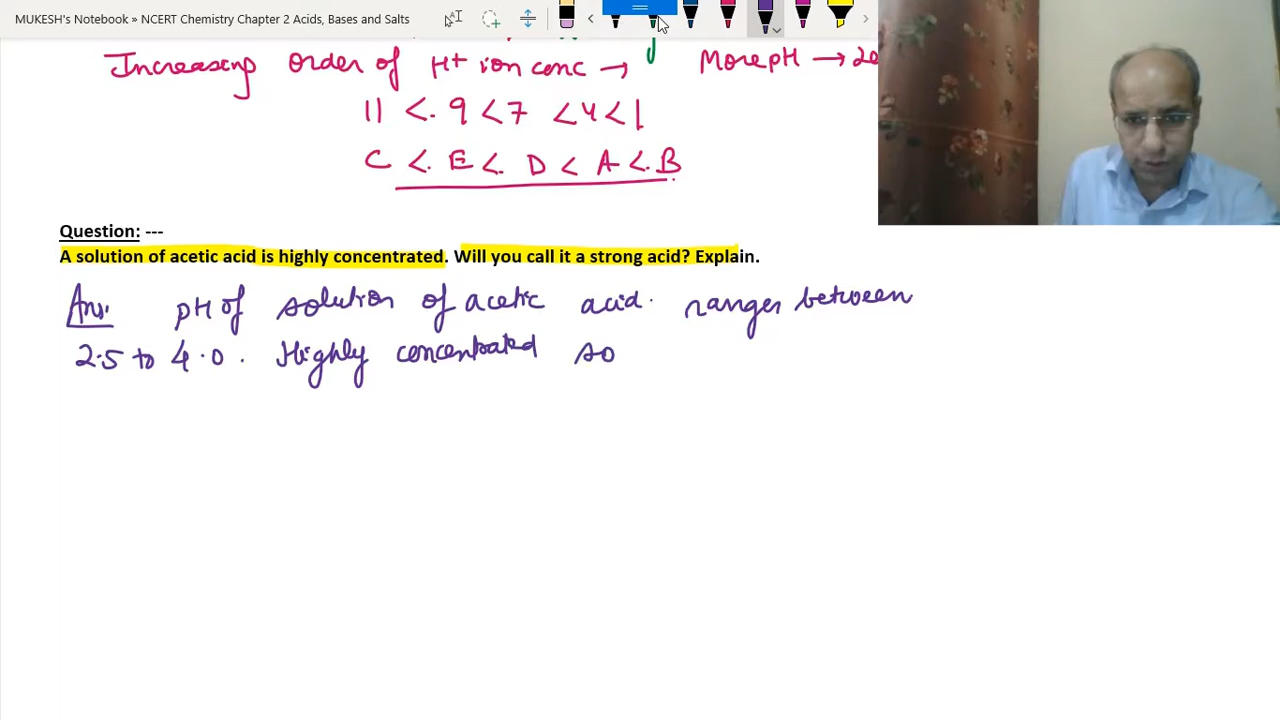 MUKESH's Notebook » NCERT Chemistry Chapter 2 Acids, Bases and Salts
Increasing Order of H+ ion conc → More pH →
11 <. 9 < 7 < 4 < 1
C <. E <. D < A <. B
Question: ---
A solution of acetic acid is highly concentrated. Will you call it a strong acid? Explain.
Ans. pH of solution of acetic acid. ranges between
2.5 to 4.0. Highly concentrated so